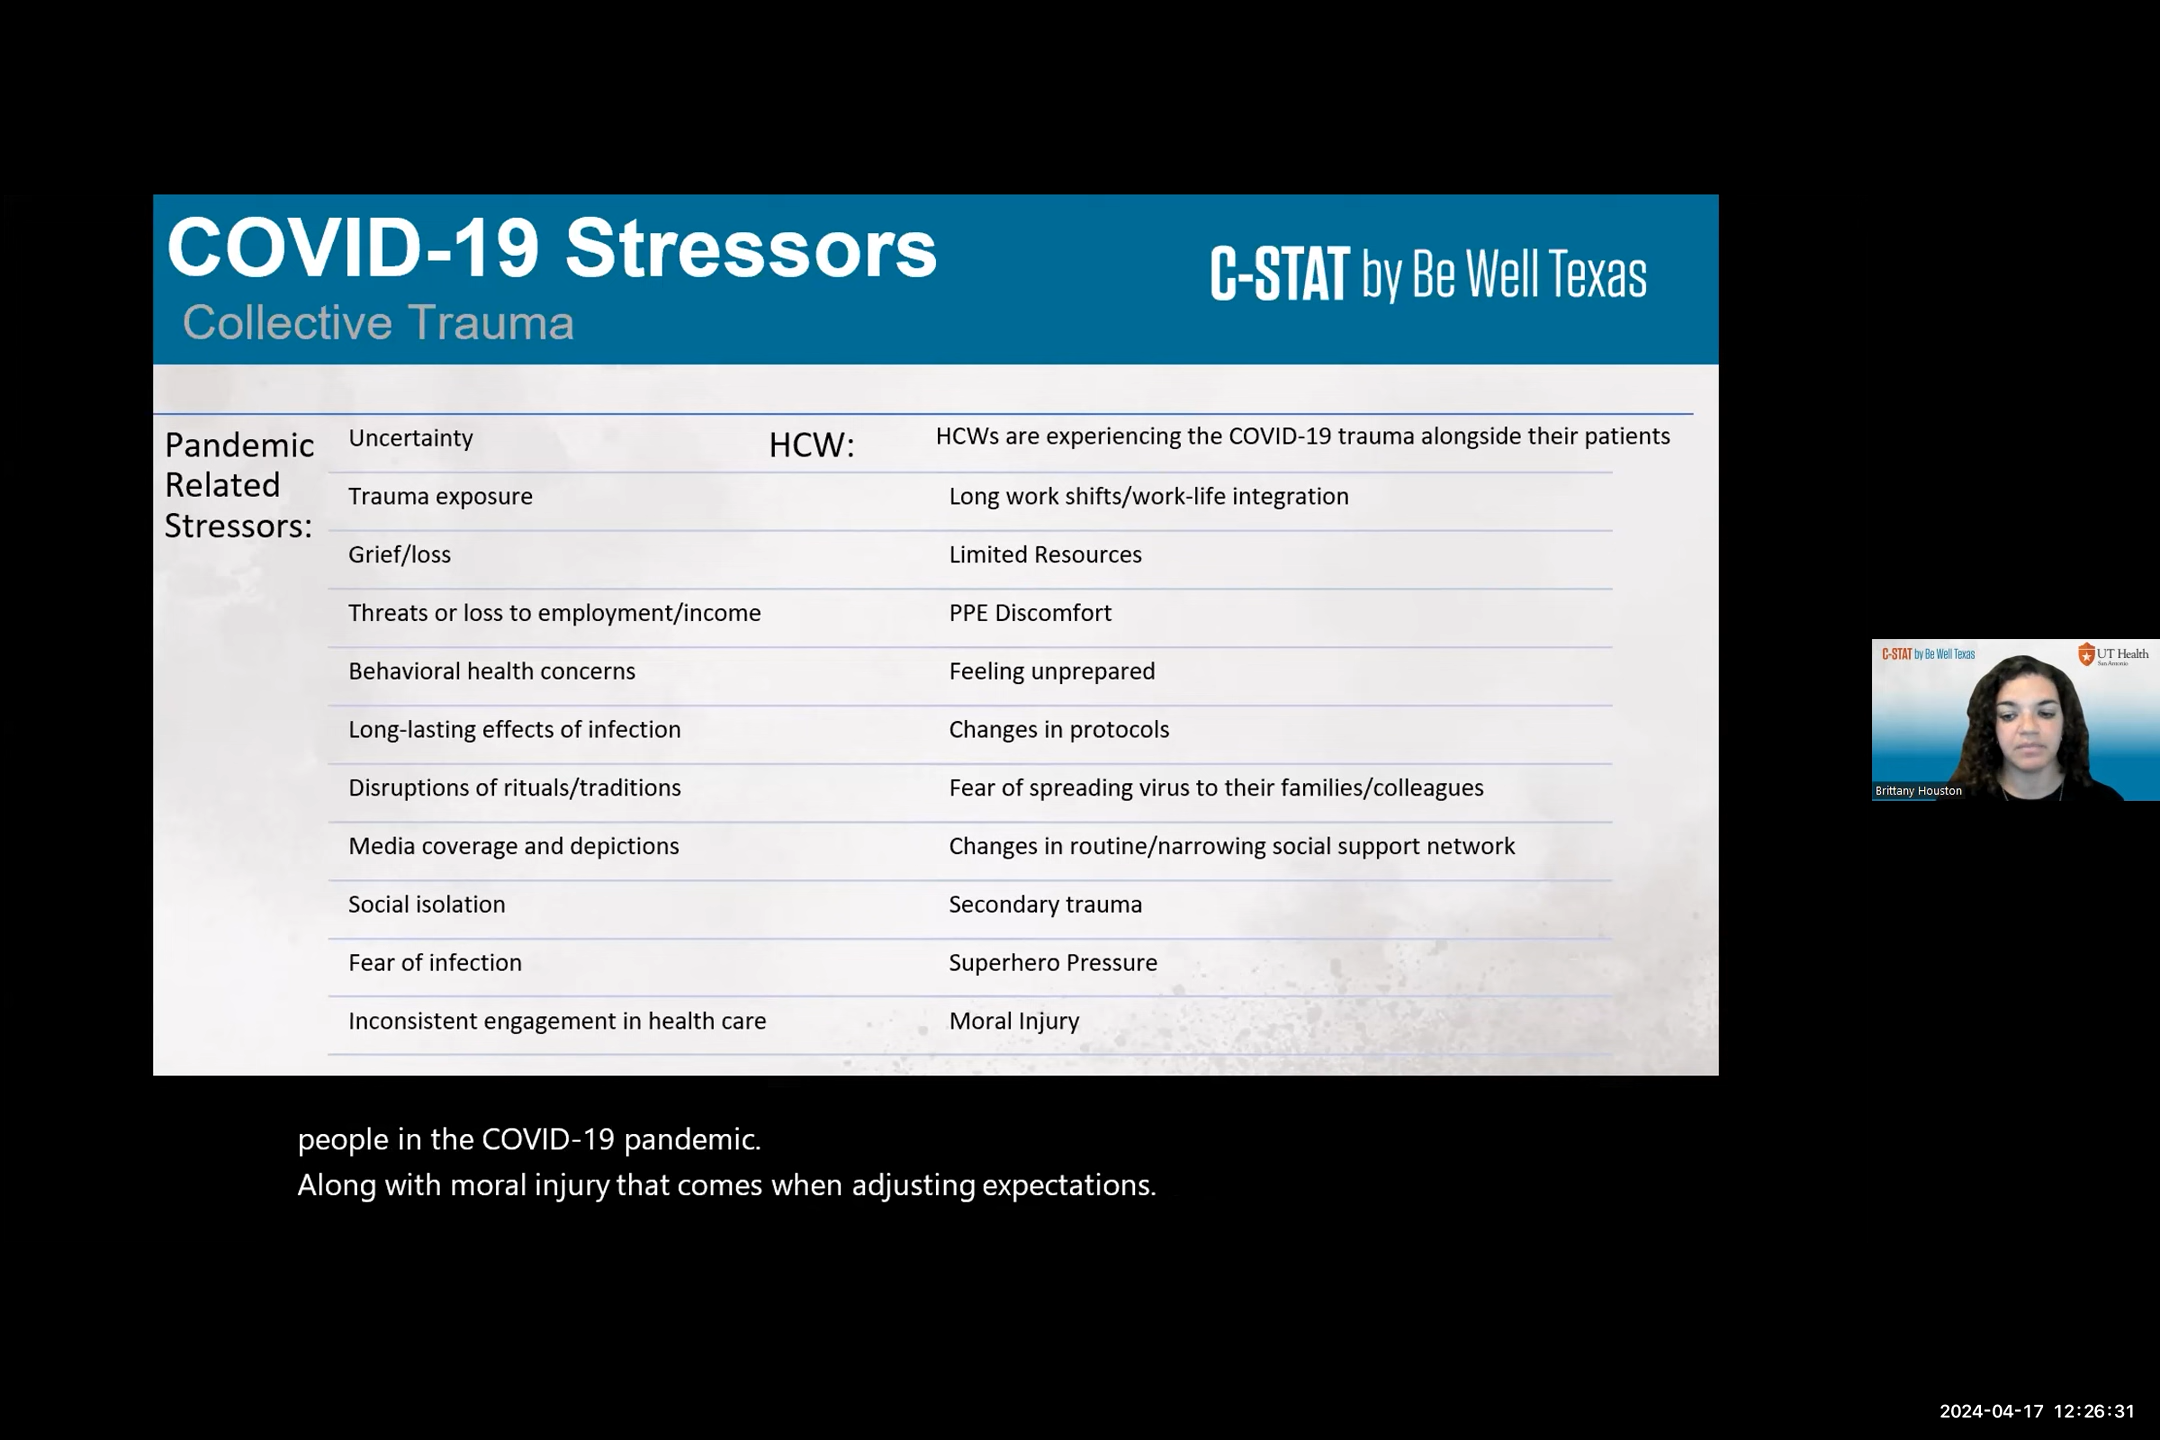 COVID-19 Stressors
Collective Trauma
C-STAT by Be Well Texas
Pandemic
Related
Stressors:
Uncertainty
Trauma exposure
Grief/loss
Threats or loss to employment/income
Behavioral health concerns
Long-lasting effects of infection
Disruptions of rituals/traditions
Media coverage and depictions
Social isolation
Fear of infection
Inconsistent engagement in health care
HCW:
HCWs are experiencing the COVID-19 trauma alongside their patients
Long work shifts/work-life integration
Limited Resources
PPE Discomfort
Feeling unprepared
Changes in protocols
Fear of spreading virus to their families/colleagues
Changes in routine/narrowing social support network
Secondary trauma
Superhero Pressure
Moral Injury
C-STAT by Be Well Texas
UT Health
San Antonio
Brittany Houston
people in the COVID-19 pandemic.
Along with moral injury that comes when adjusting expectations.
2024-04-17 12:26:31